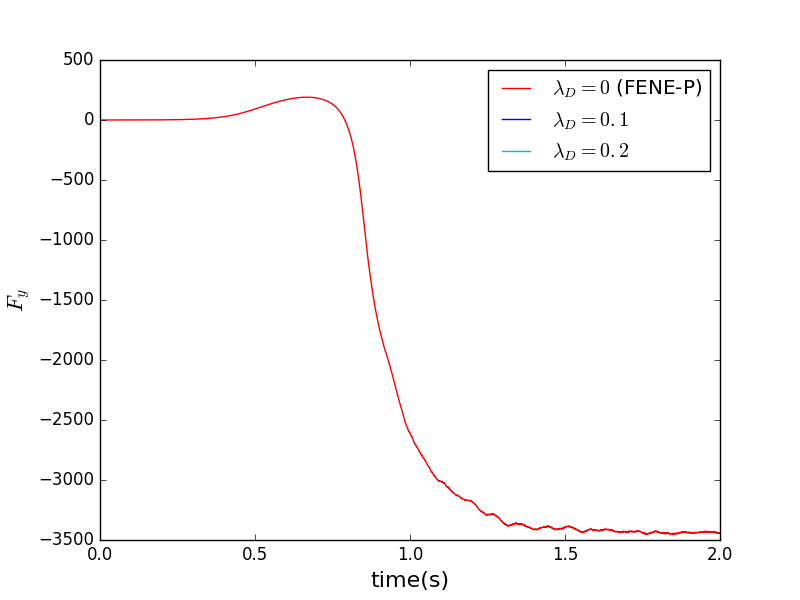 500
0
−500
−1000
−1500
−2000
−2500
−3000
−3500
F_y
0.0 0.5 1.0 1.5 2.0
time(s)
λ_D = 0 (FENE-P)
λ_D = 0.1
λ_D = 0.2